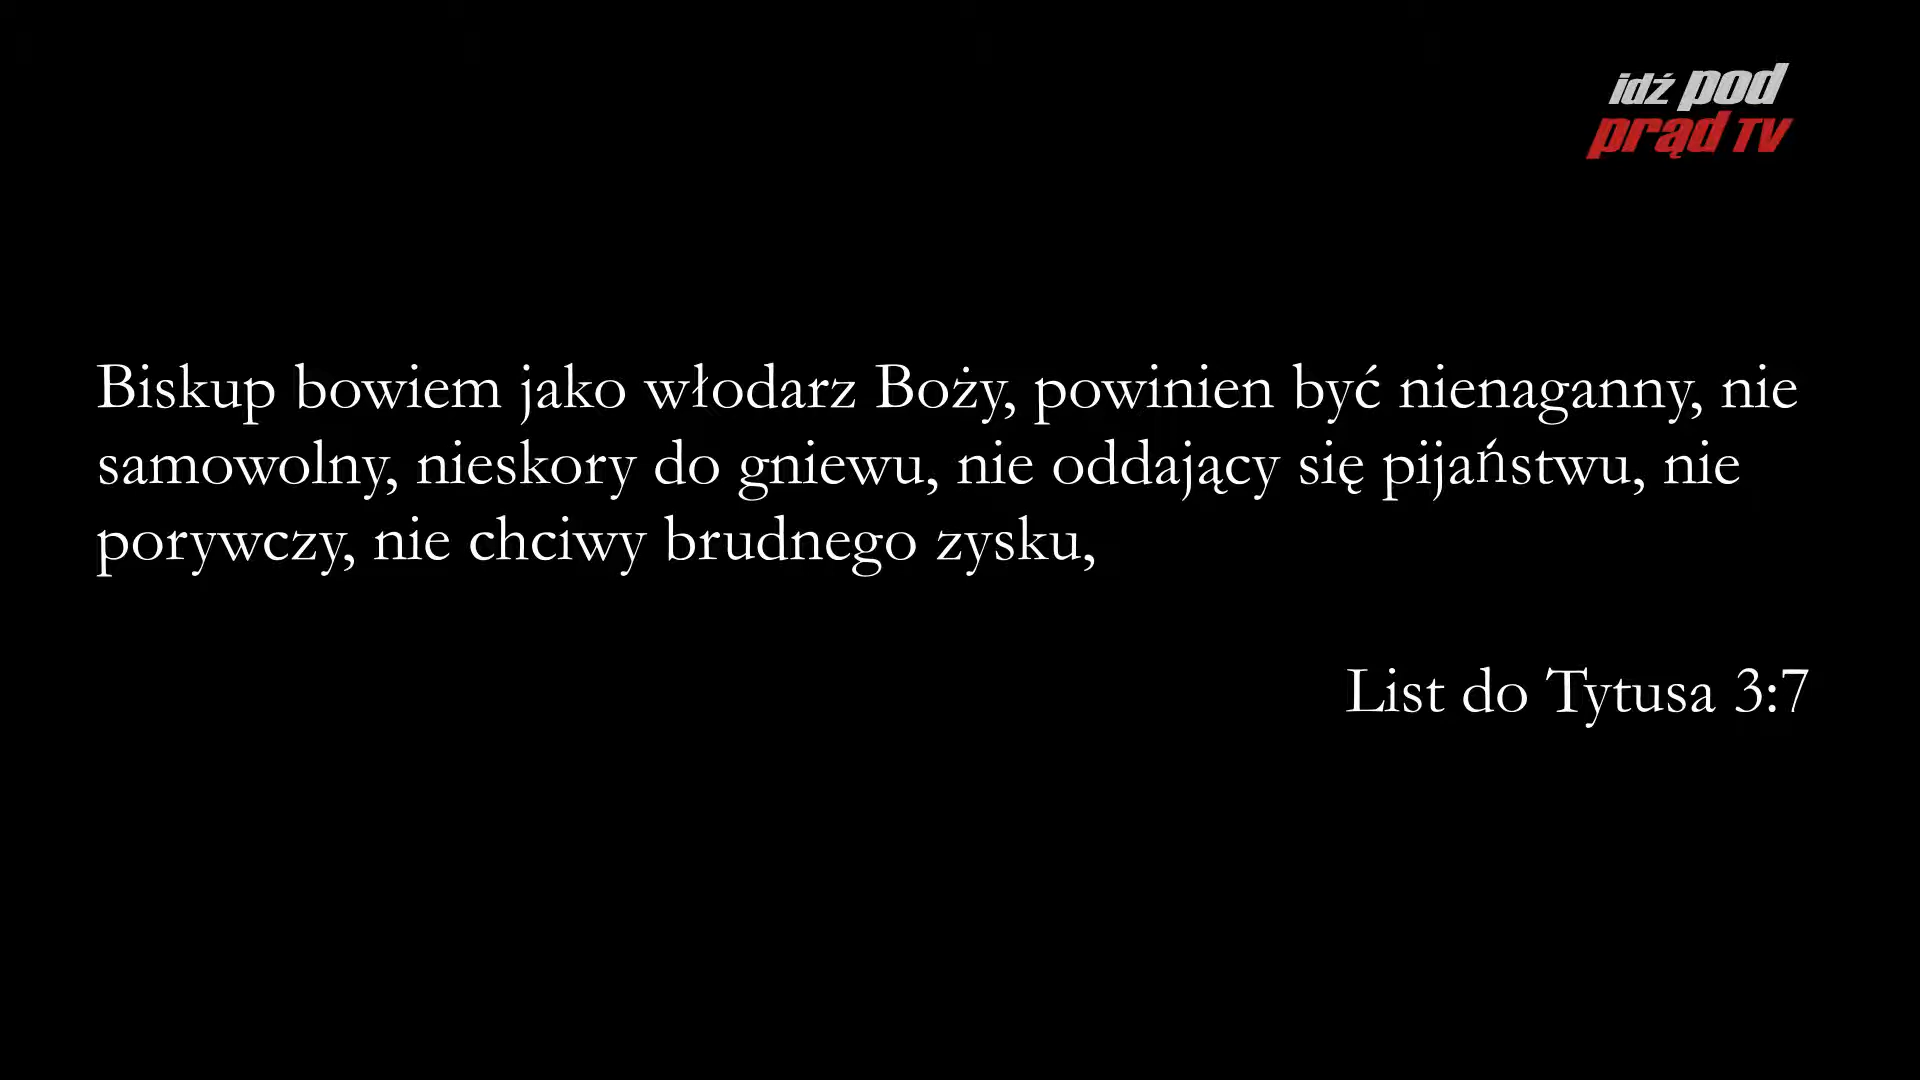 idź pod
prąd TV
Biskup bowiem jako włodarz Boży, powinien być nienaganny, nie
samowolny, nieskory do gniewu, nie oddający się pijaństwu, nie
porywczy, nie chciwy brudnego zysku,
List do Tytusa 3:7